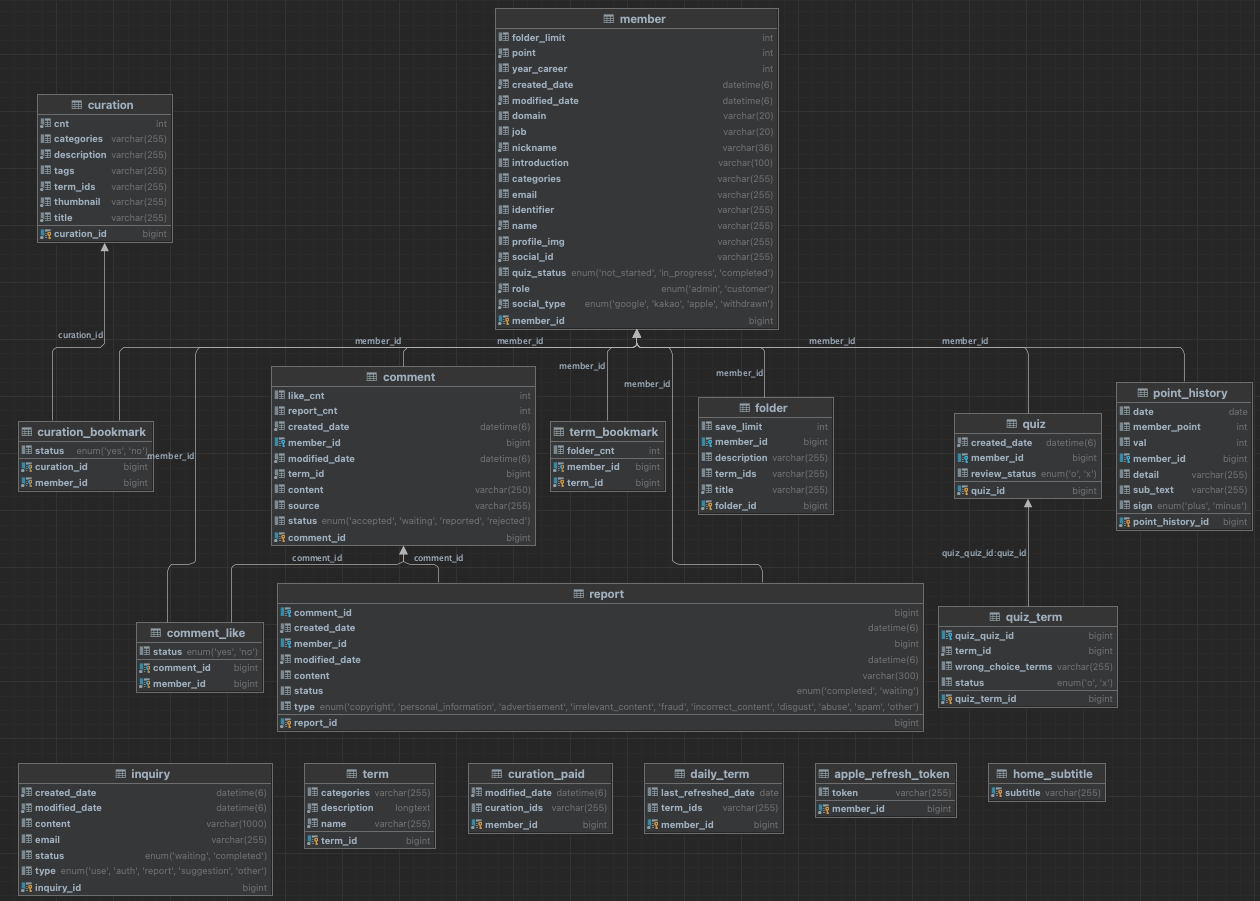 member
folder_limit int
point int
year_career int
created_date datetime(6)
modified_date datetime(6)
domain varchar(20)
job varchar(20)
nickname varchar(36)
introduction varchar(100)
categories varchar(255)
email varchar(255)
identifier varchar(255)
name varchar(255)
profile_img varchar(255)
social_id varchar(255)
quiz_status enum('not_started', 'in_progress', 'completed')
role enum('admin', 'customer')
social_type enum('google', 'kakao', 'apple', 'withdrawn')
member_id bigint
curation
cnt int
categories varchar(255)
description varchar(255)
tags varchar(255)
term_ids varchar(255)
thumbnail varchar(255)
title varchar(255)
curation_id bigint
curation_id
member_id
member_id
member_id
member_id
member_id
member_id
member_id
member_id
curation_bookmark
status enum('yes', 'no')
curation_id bigint
member_id bigint
comment
like_cnt int
report_cnt int
created_date datetime(6)
member_id bigint
modified_date datetime(6)
term_id bigint
content varchar(250)
source varchar(255)
status enum('accepted', 'waiting', 'reported', 'rejected')
comment_id bigint
term_bookmark
folder_cnt int
member_id bigint
term_id bigint
folder
save_limit int
member_id bigint
description varchar(255)
term_ids varchar(255)
title varchar(255)
folder_id bigint
quiz
created_date datetime(6)
member_id bigint
review_status enum('o', 'x')
quiz_id bigint
point_history
date date
member_point int
val int
member_id bigint
detail varchar(255)
sub_text varchar(255)
sign enum('plus', 'minus')
point_history_id bigint
comment_id
comment_id
quiz_quiz_id:quiz_id
comment_like
status enum('yes', 'no')
comment_id bigint
member_id bigint
report
comment_id bigint
created_date datetime(6)
member_id bigint
modified_date datetime(6)
content varchar(300)
status enum('completed', 'waiting')
type enum('copyright', 'personal_information', 'advertisement', 'irrelevant_content', 'fraud', 'incorrect_content', 'disgust', 'abuse', 'spam', 'other')
report_id bigint
quiz_term
quiz_quiz_id bigint
term_id bigint
wrong_choice_terms varchar(255)
status enum('o', 'x')
quiz_term_id bigint
inquiry
created_date datetime(6)
modified_date datetime(6)
content varchar(1000)
email varchar(255)
status enum('waiting', 'completed')
type enum('use', 'auth', 'report', 'suggestion', 'other')
inquiry_id bigint
term
categories varchar(255)
description longtext
name varchar(255)
term_id bigint
curation_paid
modified_date datetime(6)
curation_ids varchar(255)
member_id bigint
daily_term
last_refreshed_date date
term_ids varchar(255)
member_id bigint
apple_refresh_token
token varchar(255)
member_id bigint
home_subtitle
subtitle varchar(255)